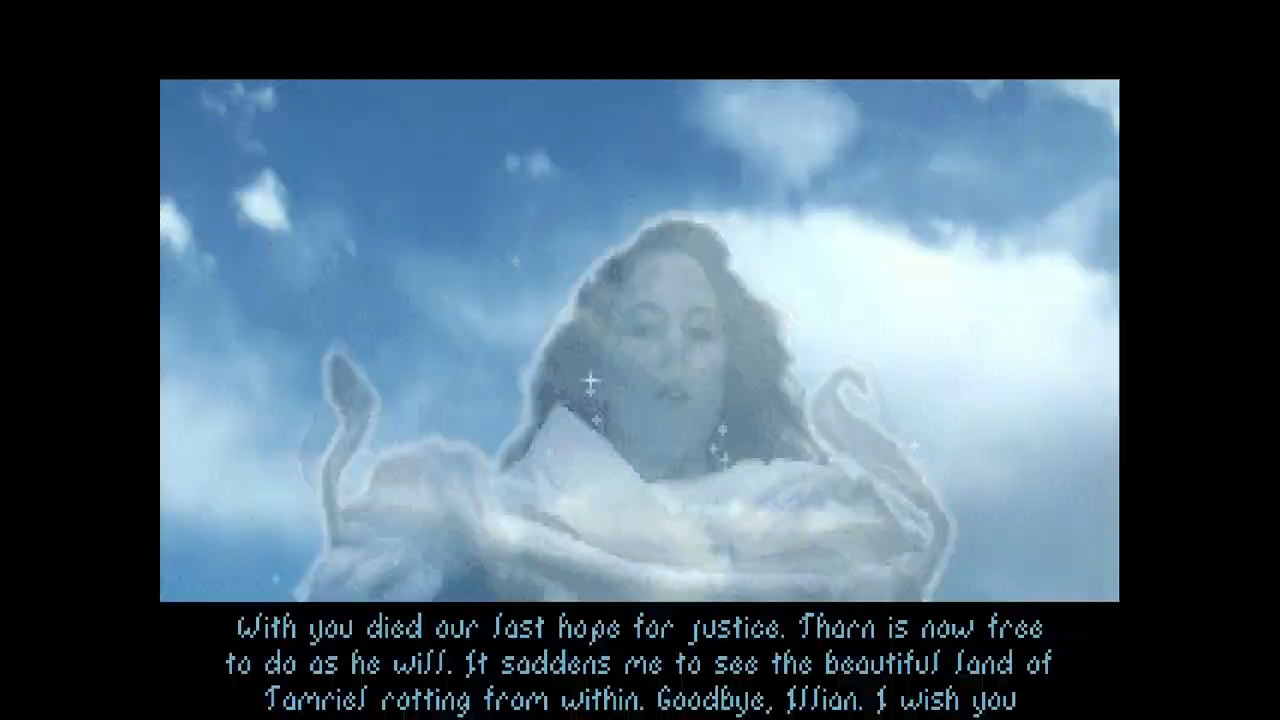 With you died our last hope for justice. Tharn is now free
to do as he will. It saddens me to see the beautiful land of
Tamriel rotting from within. Goodbye, Illian. I wish you